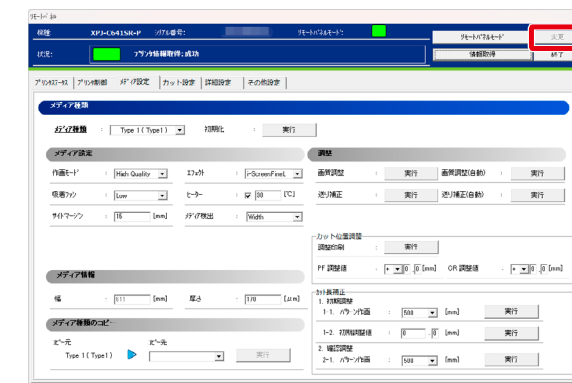 ﾘﾓｰﾄﾊﾟﾈﾙ
機種 XPJ-C641SR-P ｼﾘｱﾙ番号: ﾘﾓｰﾄﾊﾟﾈﾙﾓｰﾄﾞ: ﾘﾓｰﾄﾊﾟﾈﾙﾓｰﾄﾞ 変更
状況: ﾌﾟﾘﾝﾀ情報取得:成功 情報取得 終了
ﾌﾟﾘﾝﾀｽﾃｰﾀｽ ﾌﾟﾘﾝﾀ制御 ﾒﾃﾞｨｱ設定 カット設定 詳細設定 その他設定
メディア種類
ﾒﾃﾞｨｱ種類 : Type 1 ( Type1 ) 初期化 : 実行
メディア設定
作画ﾓｰﾄﾞ : High Quality ｴﾌｪｸﾄ : i-ScreenFineL
吸着ﾌｧﾝ : Low ヒーター : 30 [℃]
ｻｲﾄﾞﾏｰｼﾞﾝ : 15 [mm] ﾒﾃﾞｨｱ検出 : Width
メディア情報
幅 : 611 [mm] 厚さ : 170 [μm]
メディア種類のコピー
ｺﾋﾟｰ元 ｺﾋﾟｰ先
Type 1 ( Type1 ) 実行
調整
画質調整 : 実行 画質調整(自動) : 実行
送り補正 : 実行 送り補正(自動) : 実行
カット位置調整
調整印刷 : 実行
PF 調整値 : + 0 .0 [mm] CR 調整値 : + 0 .0 [mm]
ｶｯﾄ長補正
1. 初期調整
1-1. ﾊﾟﾀｰﾝ作画 : 500 [mm] 実行
1-2. 初期調整値 : 0 .0 [mm] 実行
2. 確認調整
2-1. ﾊﾟﾀｰﾝ作画 : 500 [mm] 実行